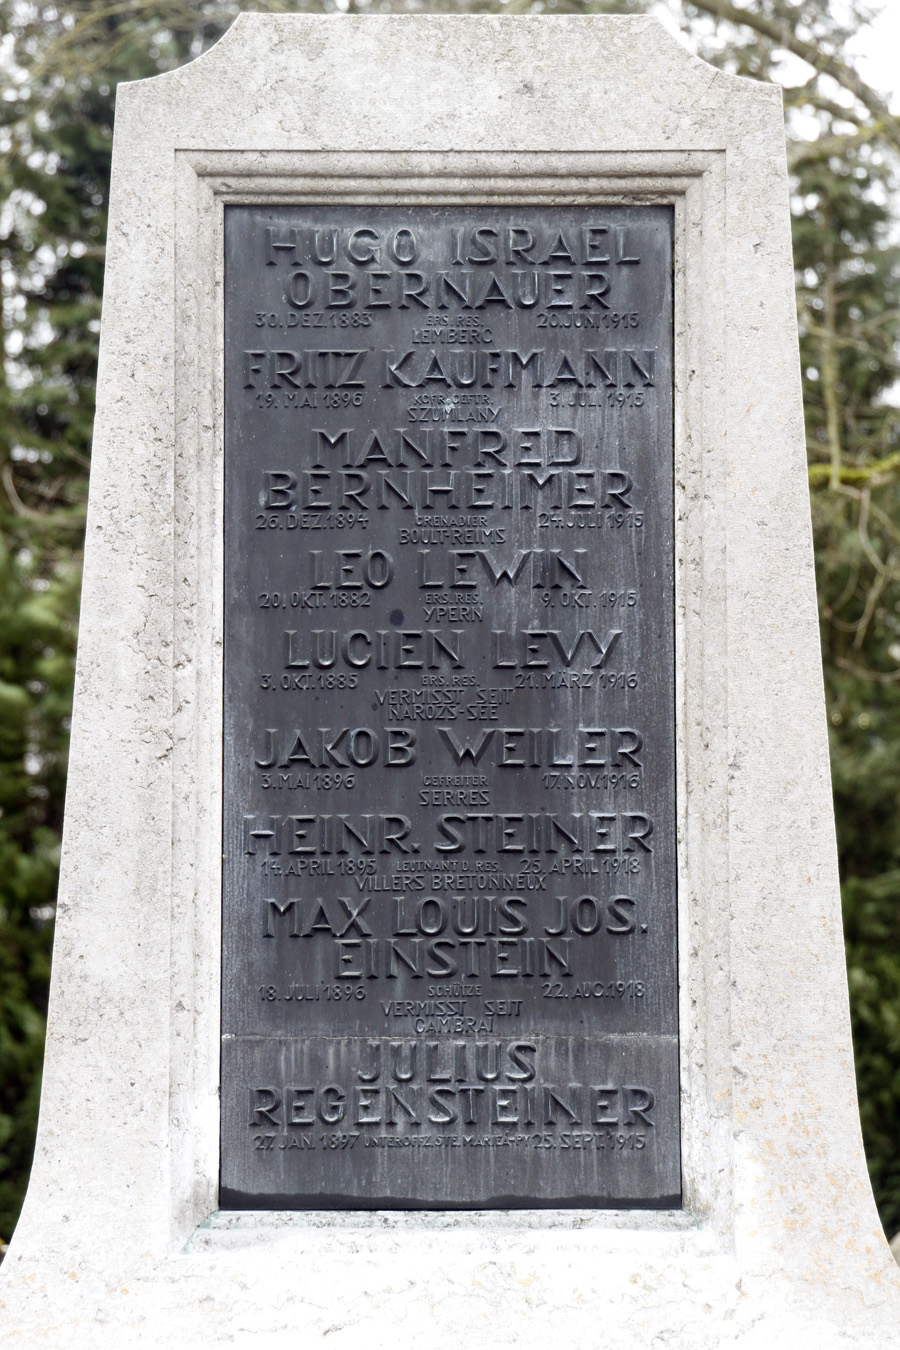 HUGO ISRAEL
OBERNAUER
30. DEZ. 1883 ERS. RES. 20. JUNI 1915
LEMBERG
FRITZ KAUFMANN
19. MAI 1896 KGFR. GEFTR. 3. JULI 1915
SZUMLANY
MANFRED
BERNHEIMER
26. DEZ. 1894 GRENADIER 24. JULI 1915
BOULT-REIMS
LEO LEWIN
20. OKT. 1882 ERS. RES. 9. OKT. 1915
YPERN
LUCIEN LEVY
3. OKT. 1885 ERS. RES. 21. MÄRZ 1916
VERMISST SEIT
NAROZS-SEE
JAKOB WEILER
3. MAI 1896 GEFREITER 17. NOV. 1916
SERRES
HEINR. STEINER
14. APRIL 1895 LEUTNANT D. RES. 25. APRIL 1918
VILLERS BRETONNEUX
MAX LOUIS JOS.
EINSTEIN
18. JULI 1896 SCHÜTZE 22. AUG. 1918
VERMISST SEIT
CAMBRAI
JULIUS
REGENSTEINER
27. JAN. 1897 UNTEROFFZ. STE. MARIEÀ-PY 25. SEPT. 1915